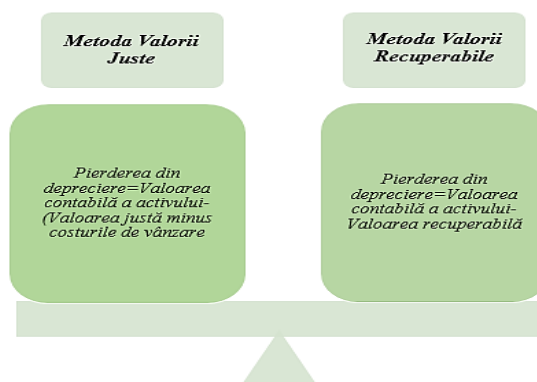 Metoda Valorii
Juste
Metoda Valorii
Recuperabile
Pierderea din
depreciere=Valoarea
contabilă a activului-
(Valoarea justă minus
costurile de vânzare
Pierderea din
depreciere=Valoarea
contabilă a activului-
Valoarea recuperabilă